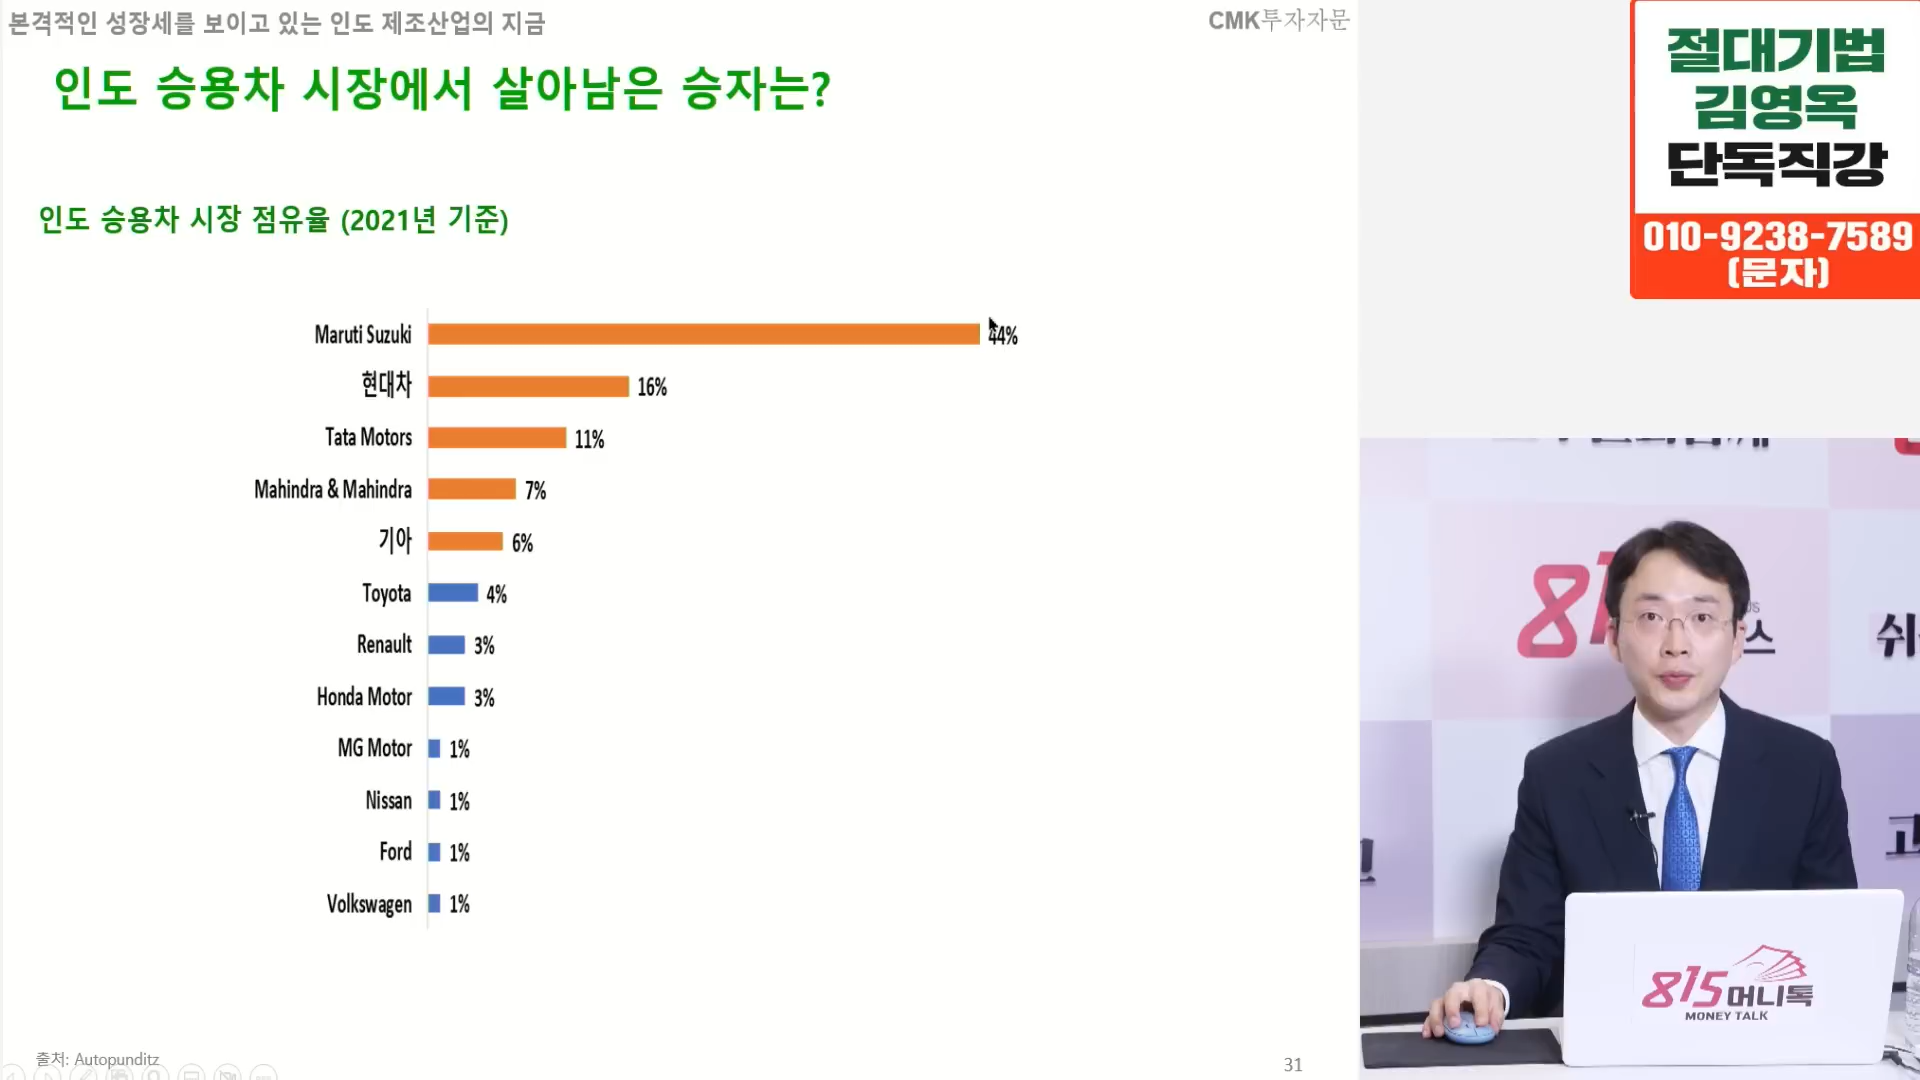 본격적인 성장세를 보이고 있는 인도 제조산업의 지금
CMK투자자문
인도 승용차 시장에서 살아남은 승자는?
인도 승용차 시장 점유율 (2021년 기준)
Maruti Suzuki 44%
현대차 16%
Tata Motors 11%
Mahindra & Mahindra 7%
기아 6%
Toyota 4%
Renault 3%
Honda Motor 3%
MG Motor 1%
Nissan 1%
Ford 1%
Volkswagen 1%
출처: Autopunditz
31
절대기법
김영옥
단독직강
010-9238-7589
(문자)
815머니톡
MONEY TALK